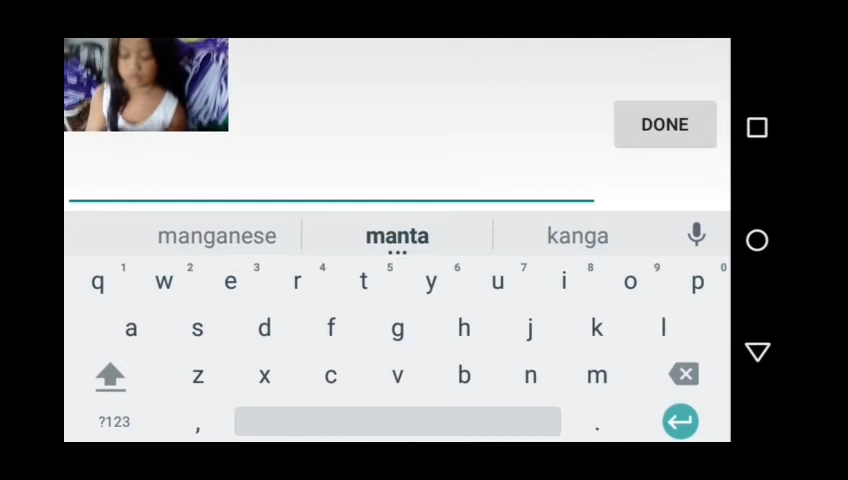 DONE
manganese manta kanga
q 1 w 2 e 3 r 4 t 5 y 6 u 7 i 8 o 9 p 0
a s d f g h j k l
z x c v b n m
?123 , .